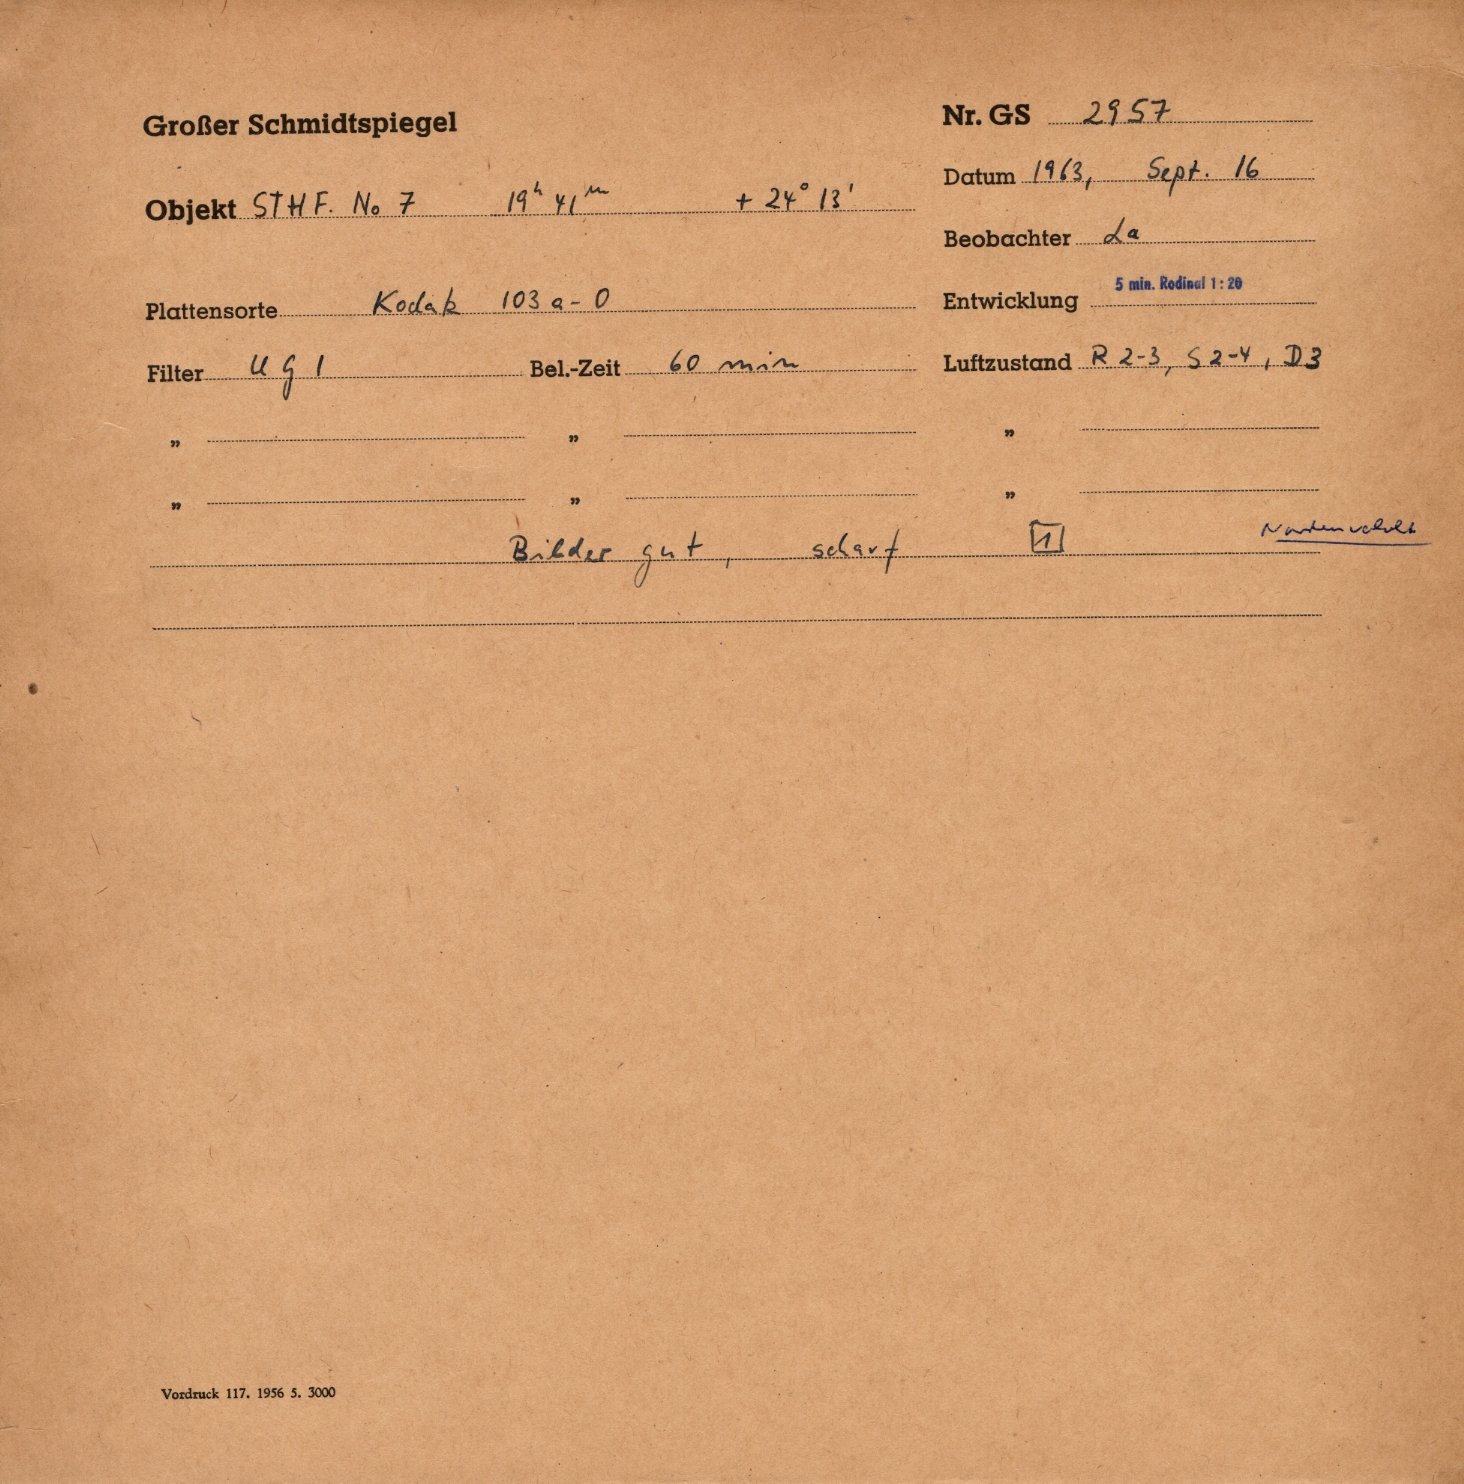 Großer Schmidtspiegel
Nr. GS 2957
Datum 1963, Sept. 16
Objekt STHF. No 7 19ʰ 41ᵐ + 24° 13'
Beobachter La
Plattensorte Kodak 103 a-O
Entwicklung 5 min. Rodinal 1:20
Filter UG 1 Bel.-Zeit 60 min Luftzustand R 2-3, S 2-4, D3
„ „ „
„ „ „
Bilder gut, scharf 1
Vordruck 117. 1956 5. 3000